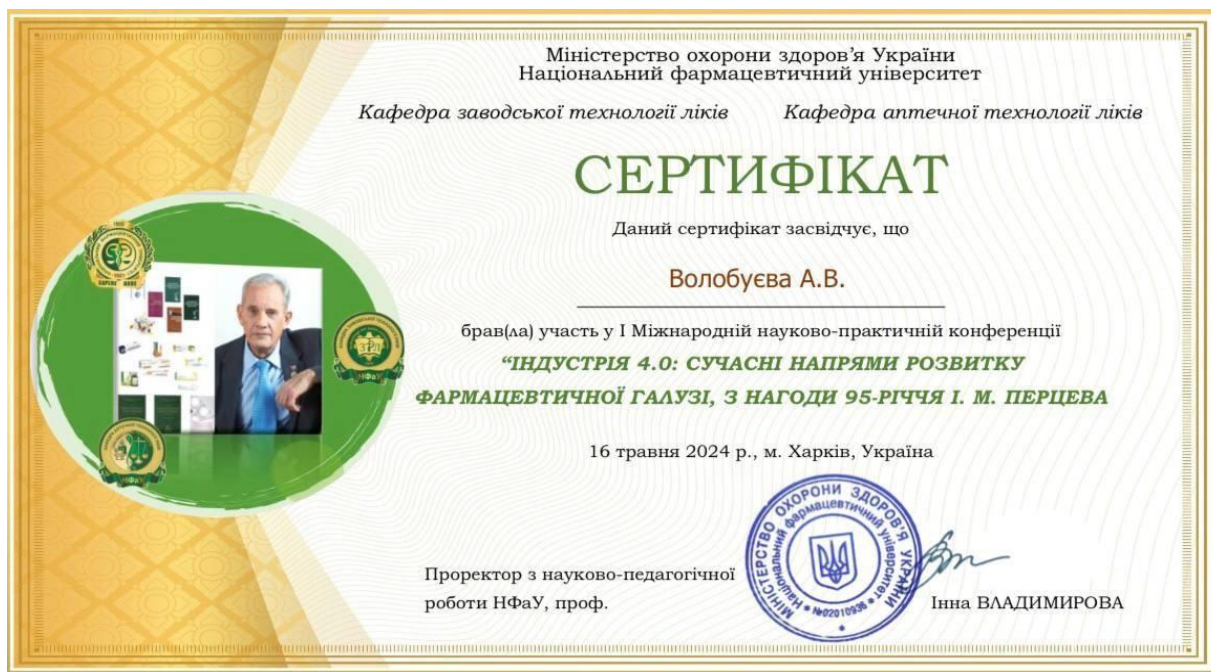 Міністерство охорони здоров’я України
Національний фармацевтичний університет
Кафедра заводської технології ліків Кафедра аптечної технології ліків
СЕРТИФІКАТ
Даний сертифікат засвідчує, що
Волобуєва А.В.
брав(ла) участь у І Міжнародній науково-практичній конференції
“ІНДУСТРІЯ 4.0: СУЧАСНІ НАПРЯМИ РОЗВИТКУ
ФАРМАЦЕВТИЧНОЇ ГАЛУЗІ, З НАГОДИ 95-РІЧЧЯ І. М. ПЕРЦЕВА
16 травня 2024 р., м. Харків, Україна
Проректор з науково-педагогічної
роботи НФаУ, проф.
Інна ВЛАДИМИРОВА
МІНІСТЕРСТВО ОХОРОНИ ЗДОРОВ'Я УКРАЇНИ
Національний фармацевтичний університет
№02010936
НФаУ
НФаУ